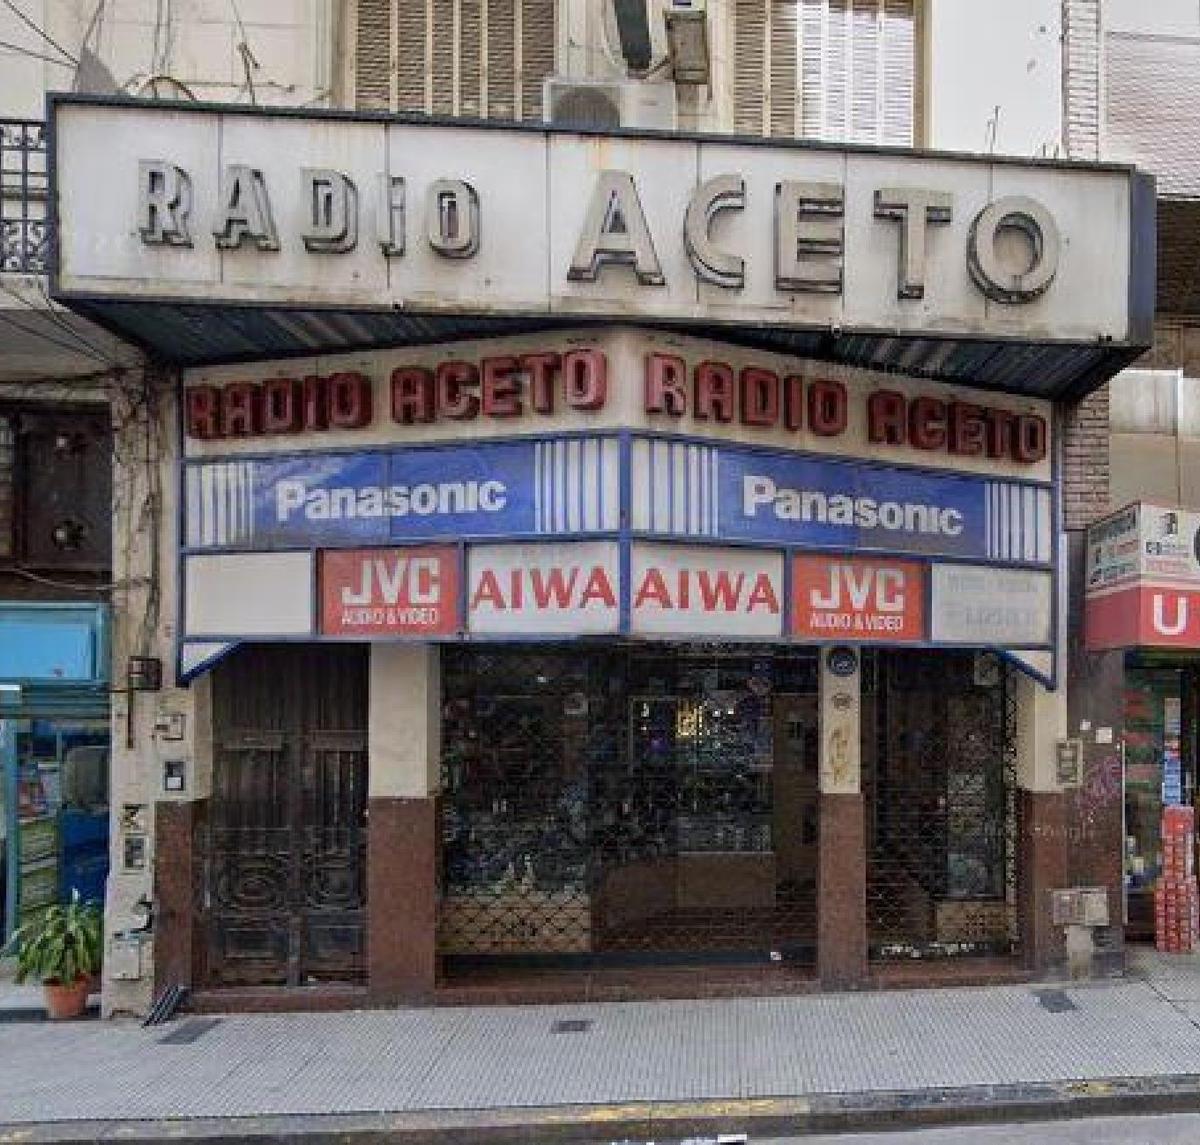 RADIO ACETO
RADIO ACETO RADIO ACETO
Panasonic Panasonic
JVC AIWA AIWA JVC
AUDIO & VIDEO AUDIO & VIDEO
U